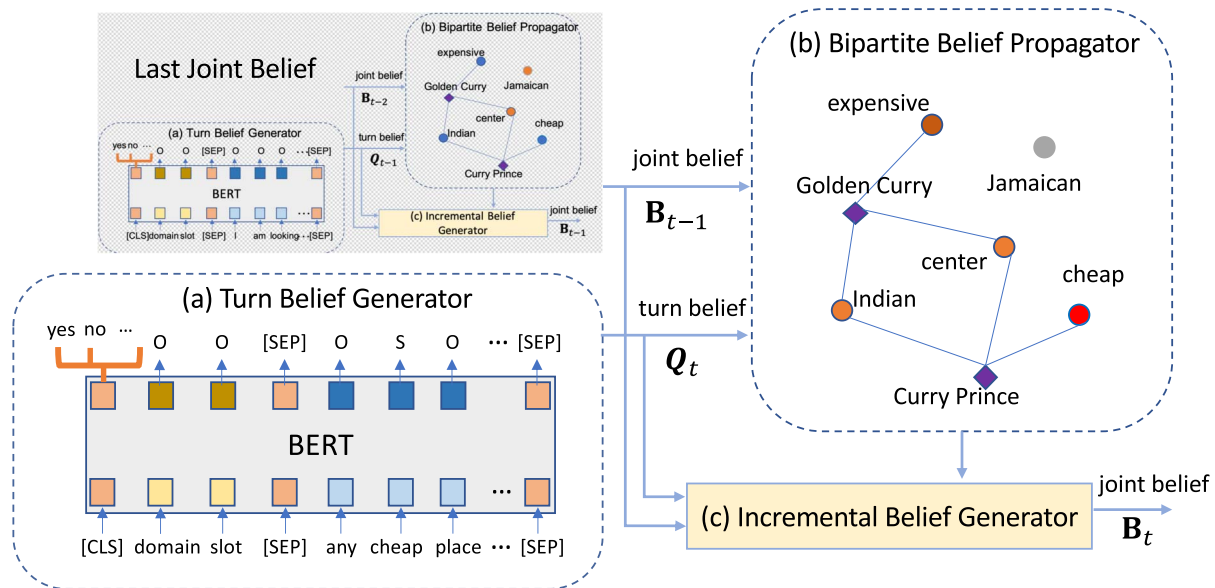 Last Joint Belief
(b) Bipartite Belief Propagator
expensive
Jamaican
Golden Curry
center
cheap
Indian
Curry Prince
joint belief
B_{t-2}
turn belief
Q_{t-1}
(a) Turn Belief Generator
yes no ...
O O [SEP] O O O ...[SEP]
BERT
[CLS] domain slot [SEP] I am looking ...[SEP]
(c) Incremental Belief
Generator
joint belief
B_{t-1}
(a) Turn Belief Generator
yes no ...
O O [SEP] O S O ... [SEP]
BERT
...
[CLS] domain slot [SEP] any cheap place ... [SEP]
joint belief
B_{t-1}
turn belief
Q_t
(b) Bipartite Belief Propagator
expensive
Jamaican
Golden Curry
center
cheap
Indian
Curry Prince
(c) Incremental Belief Generator
joint belief
B_t